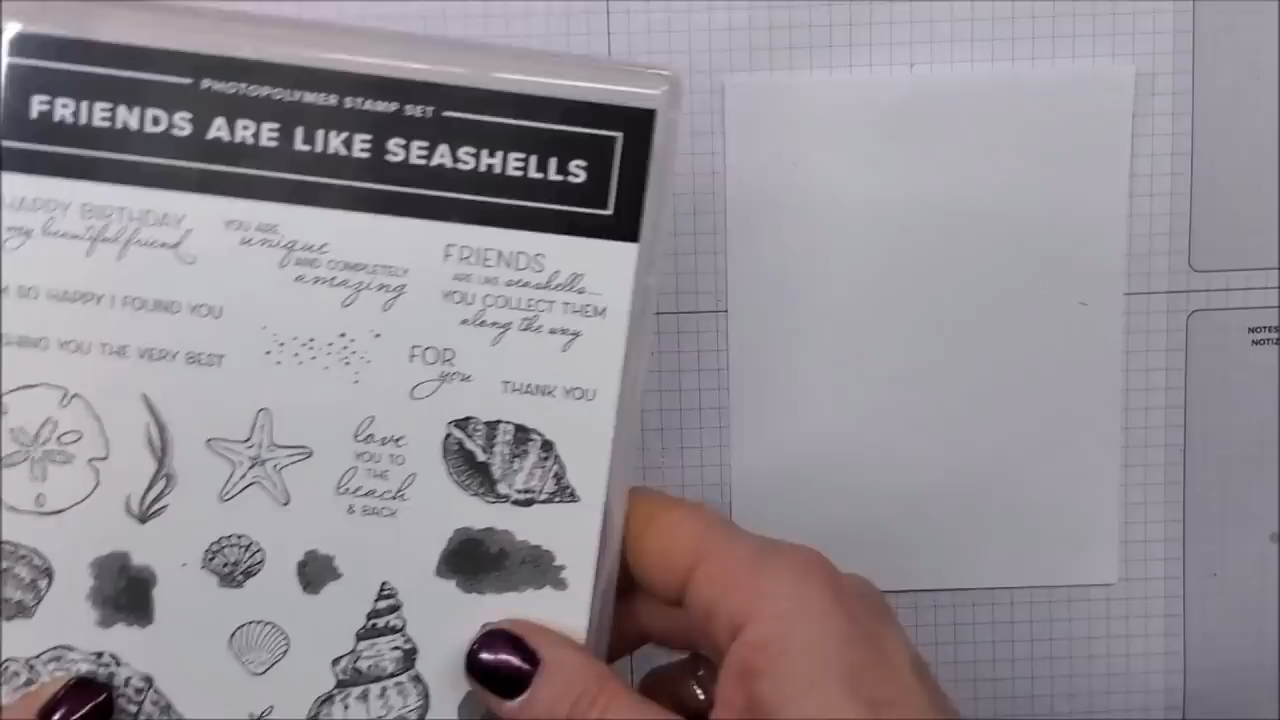 PHOTOPOLYMER STAMP SET
FRIENDS ARE LIKE SEASHELLS
HAPPY BIRTHDAY
my beautiful friend
YOU ARE
unique
AND COMPLETELY
amazing
FRIENDS
ARE LIKE seashells...
YOU COLLECT THEM
along the way
SO HAPPY I FOUND YOU
YOU THE VERY BEST
FOR
you
THANK YOU
love
YOU TO
THE
beach
& BACK
NOTES